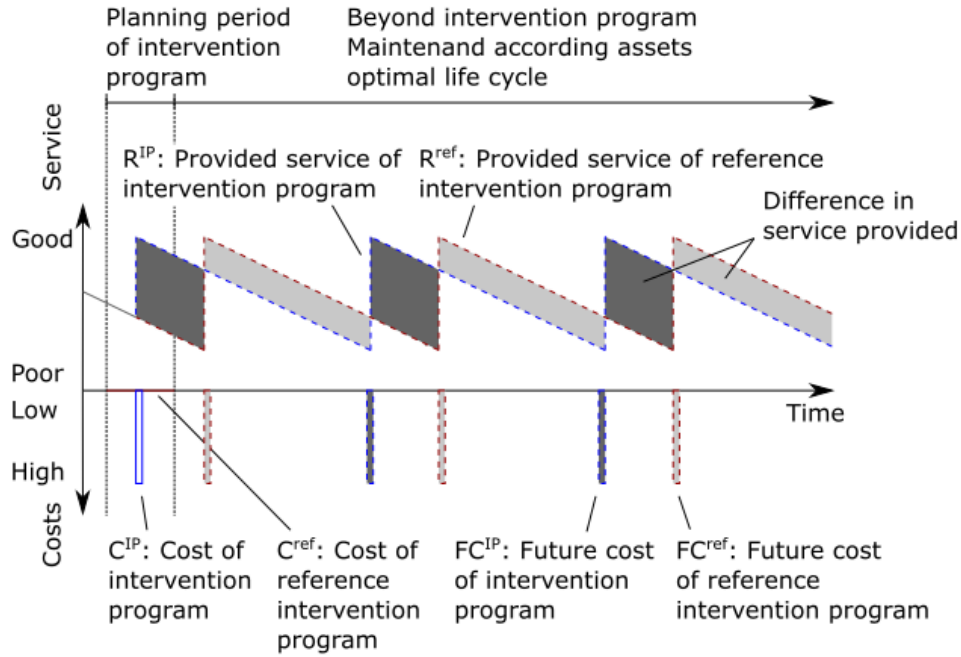 Planning period
of intervention
program
Beyond intervention program
Maintenand according assets
optimal life cycle
Service
R^IP: Provided service of
intervention program
R^ref: Provided service of reference
intervention program
Difference in
service provided
Good
Poor
Low
High
Costs
Time
C^IP: Cost of
intervention
program
C^ref: Cost of
reference
intervention
program
FC^IP: Future cost
of intervention
program
FC^ref: Future cost
of reference
intervention program